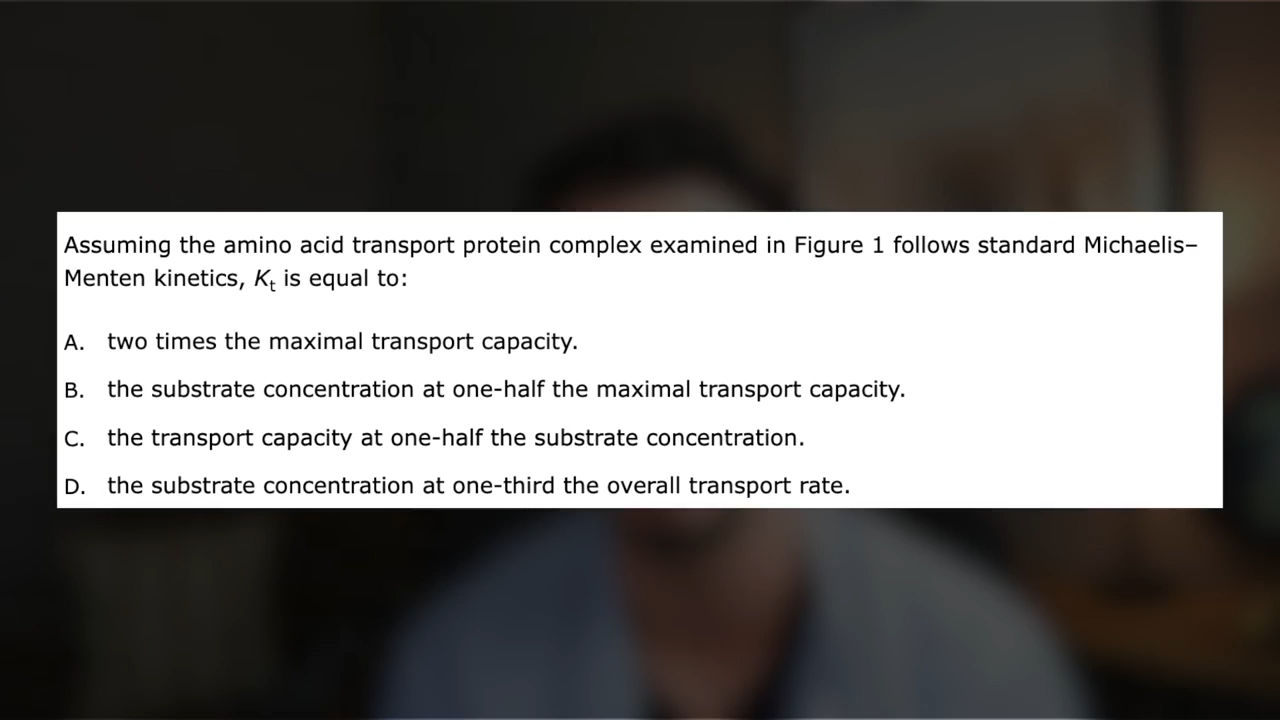 Assuming the amino acid transport protein complex examined in Figure 1 follows standard Michaelis–
Menten kinetics, Kt is equal to:
A. two times the maximal transport capacity.
B. the substrate concentration at one-half the maximal transport capacity.
C. the transport capacity at one-half the substrate concentration.
D. the substrate concentration at one-third the overall transport rate.